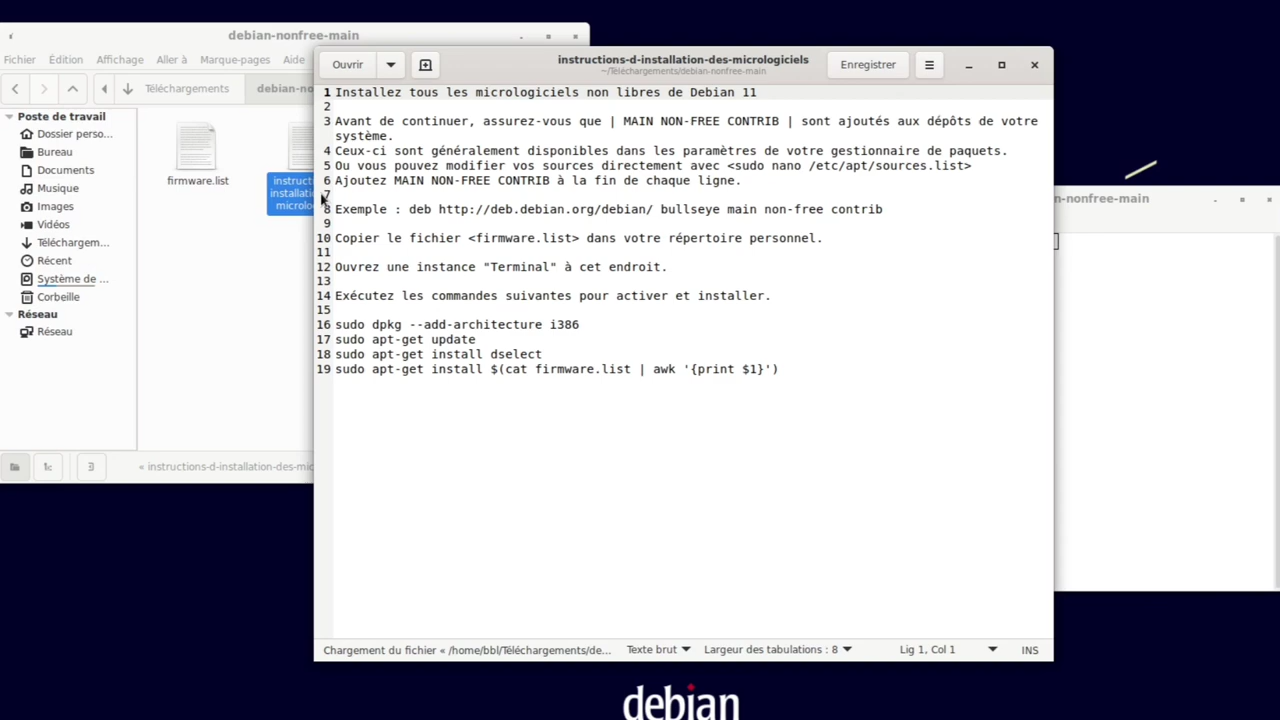 debian-nonfree-main
Fichier Édition Affichage Aller à Marque-pages Aide
Téléchargements
Poste de travail
Dossier perso...
Bureau
Documents
Musique
Images
Vidéos
Téléchargem...
Récent
Système de ...
Corbeille
Réseau
Réseau
firmware.list
« instructions-d-installation-des-mic
Ouvrir
instructions-d-installation-des-micrologiciels
~/Téléchargements/debian-nonfree-main
Enregistrer
1 Installez tous les micrologiciels non libres de Debian 11
2
3 Avant de continuer, assurez-vous que | MAIN NON-FREE CONTRIB | sont ajoutés aux dépôts de votre
système.
4 Ceux-ci sont généralement disponibles dans les paramètres de votre gestionnaire de paquets.
5 Ou vous pouvez modifier vos sources directement avec <sudo nano /etc/apt/sources.list>
6 Ajoutez MAIN NON-FREE CONTRIB à la fin de chaque ligne.
7
8 Exemple : deb http://deb.debian.org/debian/ bullseye main non-free contrib
9
10 Copier le fichier <firmware.list> dans votre répertoire personnel.
11
12 Ouvrez une instance "Terminal" à cet endroit.
13
14 Exécutez les commandes suivantes pour activer et installer.
15
16 sudo dpkg --add-architecture i386
17 sudo apt-get update
18 sudo apt-get install dselect
19 sudo apt-get install $(cat firmware.list | awk '{print $1}')
Chargement du fichier « /home/bbl/Téléchargements/de... Texte brut Largeur des tabulations : 8 Lig 1, Col 1 INS
n-nonfree-main
debian